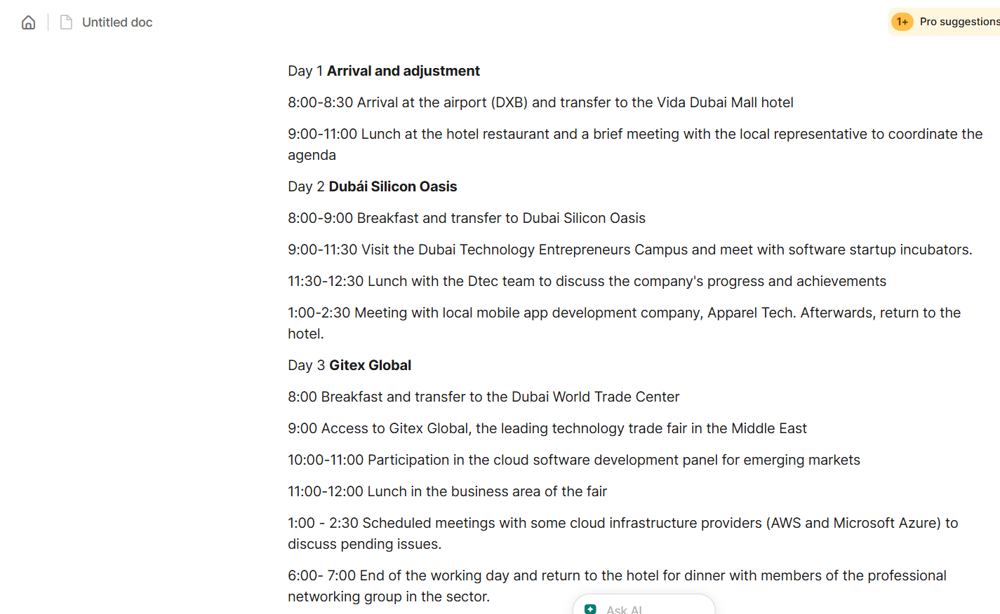 Untitled doc
1+ Pro suggestions
Day 1 Arrival and adjustment
8:00-8:30 Arrival at the airport (DXB) and transfer to the Vida Dubai Mall hotel
9:00-11:00 Lunch at the hotel restaurant and a brief meeting with the local representative to coordinate the
agenda
Day 2 Dubái Silicon Oasis
8:00-9:00 Breakfast and transfer to Dubai Silicon Oasis
9:00-11:30 Visit the Dubai Technology Entrepreneurs Campus and meet with software startup incubators.
11:30-12:30 Lunch with the Dtec team to discuss the company's progress and achievements
1:00-2:30 Meeting with local mobile app development company, Apparel Tech. Afterwards, return to the
hotel.
Day 3 Gitex Global
8:00 Breakfast and transfer to the Dubai World Trade Center
9:00 Access to Gitex Global, the leading technology trade fair in the Middle East
10:00-11:00 Participation in the cloud software development panel for emerging markets
11:00-12:00 Lunch in the business area of the fair
1:00 - 2:30 Scheduled meetings with some cloud infrastructure providers (AWS and Microsoft Azure) to
discuss pending issues.
6:00- 7:00 End of the working day and return to the hotel for dinner with members of the professional
networking group in the sector.
Ask AI